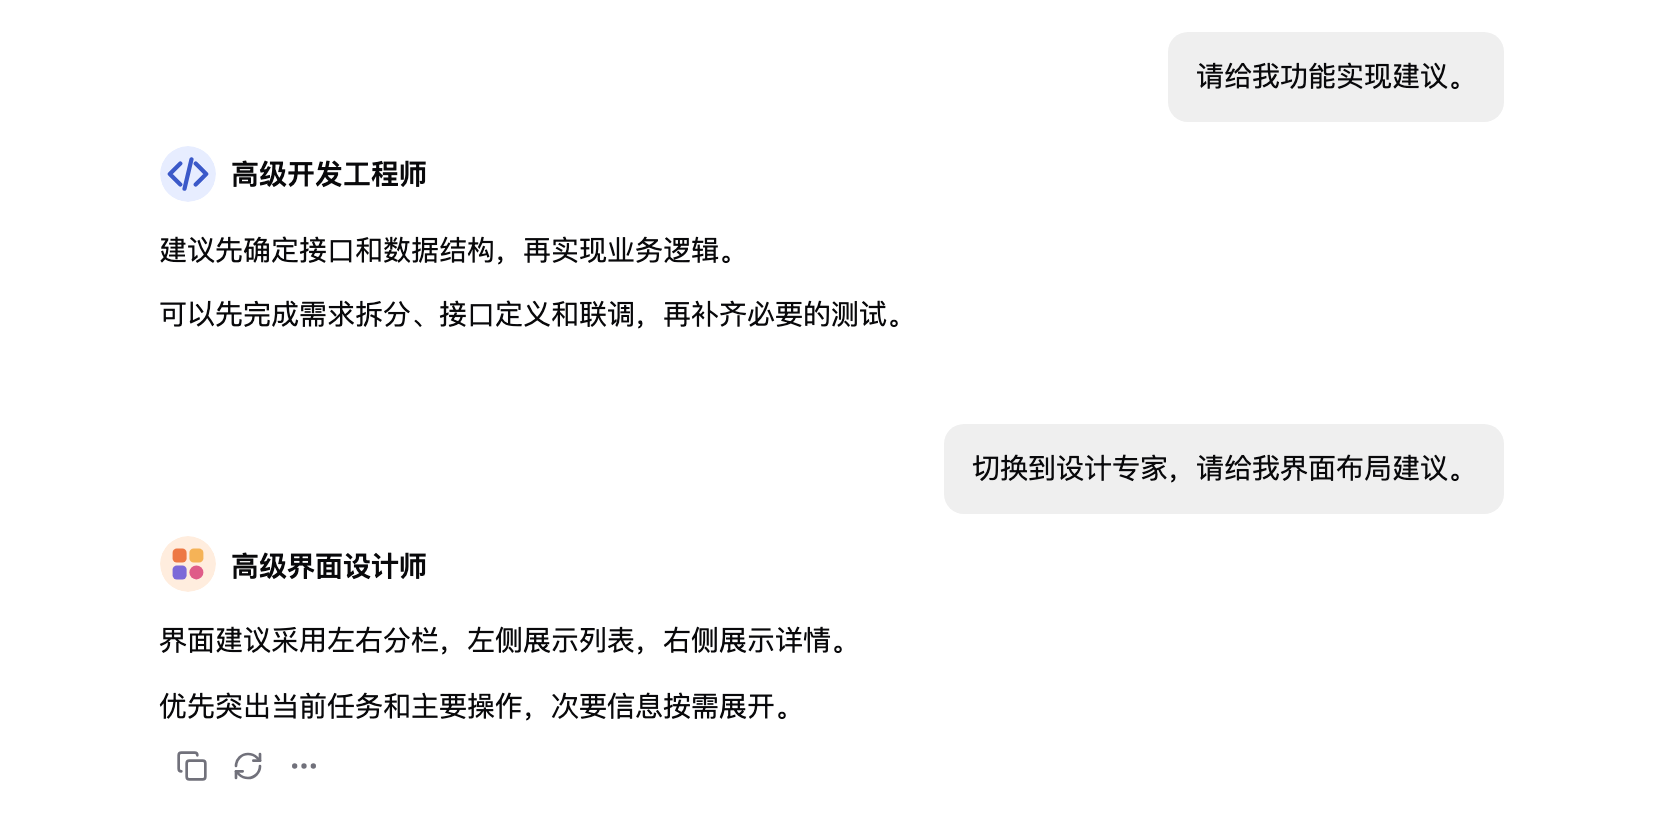 请给我功能实现建议。
高级开发工程师
建议先确定接口和数据结构，再实现业务逻辑。
可以先完成需求拆分、接口定义和联调，再补齐必要的测试。
切换到设计专家，请给我界面布局建议。
高级界面设计师
界面建议采用左右分栏，左侧展示列表，右侧展示详情。
优先突出当前任务和主要操作，次要信息按需展开。